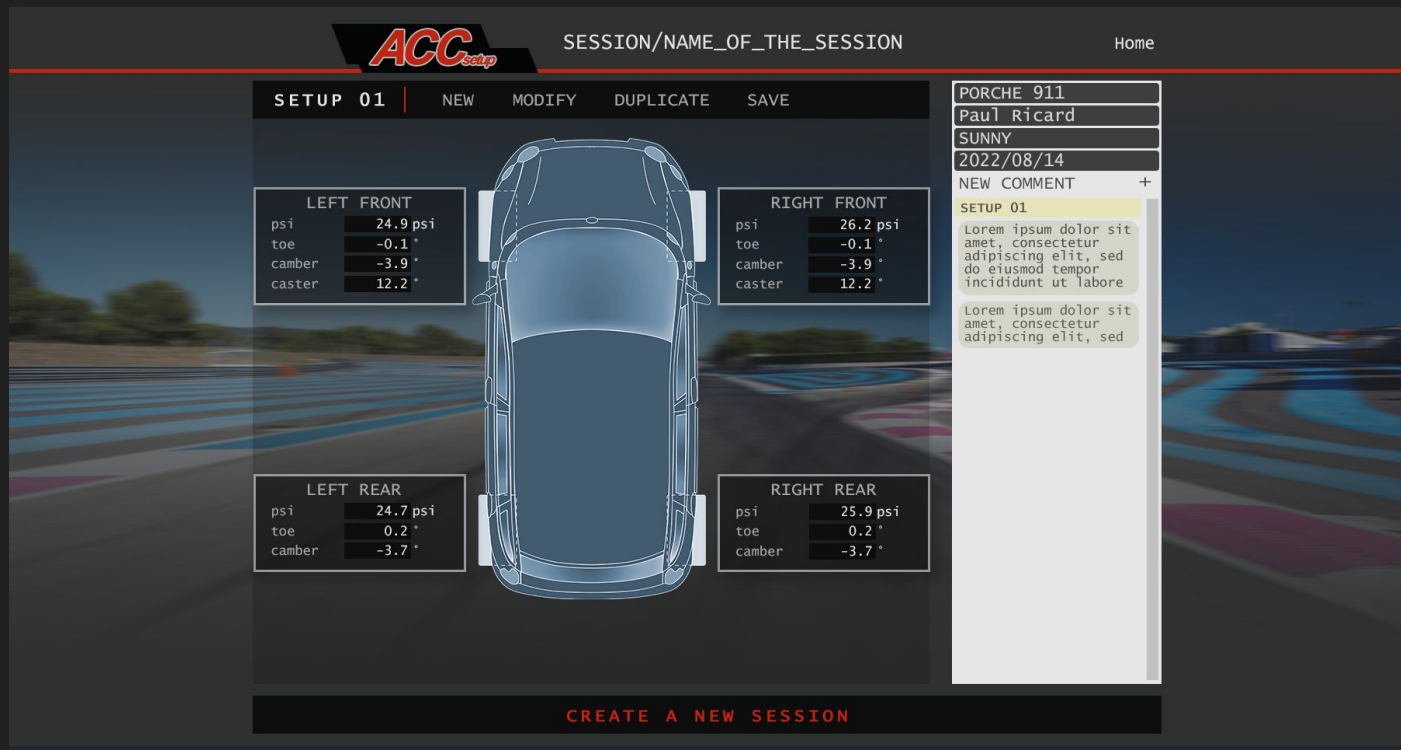 ACC setup
SESSION/NAME_OF_THE_SESSION
Home
SETUP 01 | NEW MODIFY DUPLICATE SAVE
LEFT FRONT
psi 24.9 psi
toe -0.1 °
camber -3.9 °
caster 12.2 °
RIGHT FRONT
psi 26.2 psi
toe -0.1 °
camber -3.9 °
caster 12.2 °
LEFT REAR
psi 24.7 psi
toe 0.2 °
camber -3.7 °
RIGHT REAR
psi 25.9 psi
toe 0.2 °
camber -3.7 °
PORCHE 911
Paul Ricard
SUNNY
2022/08/14
NEW COMMENT +
SETUP 01
Lorem ipsum dolor sit
amet, consectetur
adipiscing elit, sed
do eiusmod tempor
incididunt ut labore
Lorem ipsum dolor sit
amet, consectetur
adipiscing elit, sed
CREATE A NEW SESSION